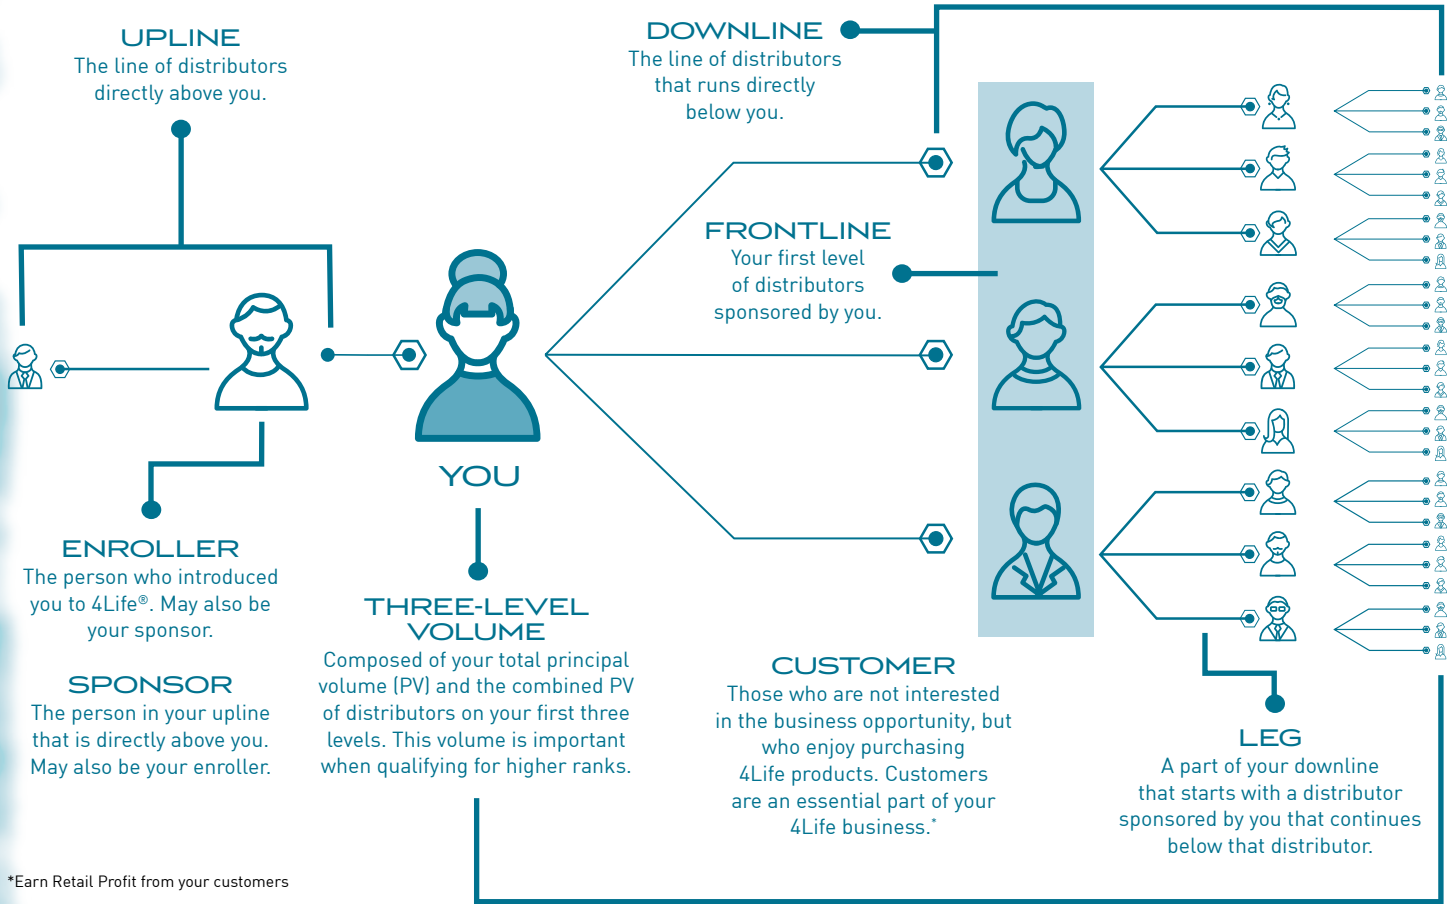 UPLINE
The line of distributors
directly above you.
DOWNLINE
The line of distributors
that runs directly
below you.
FRONTLINE
Your first level
of distributors
sponsored by you.
YOU
ENROLLER
The person who introduced
you to 4Life®. May also be
your sponsor.
SPONSOR
The person in your upline
that is directly above you.
May also be your enroller.
THREE-LEVEL
VOLUME
Composed of your total principal
volume (PV) and the combined PV
of distributors on your first three
levels. This volume is important
when qualifying for higher ranks.
CUSTOMER
Those who are not interested
in the business opportunity, but
who enjoy purchasing
4Life products. Customers
are an essential part of your
4Life business.*
LEG
A part of your downline
that starts with a distributor
sponsored by you that continues
below that distributor.
*Earn Retail Profit from your customers